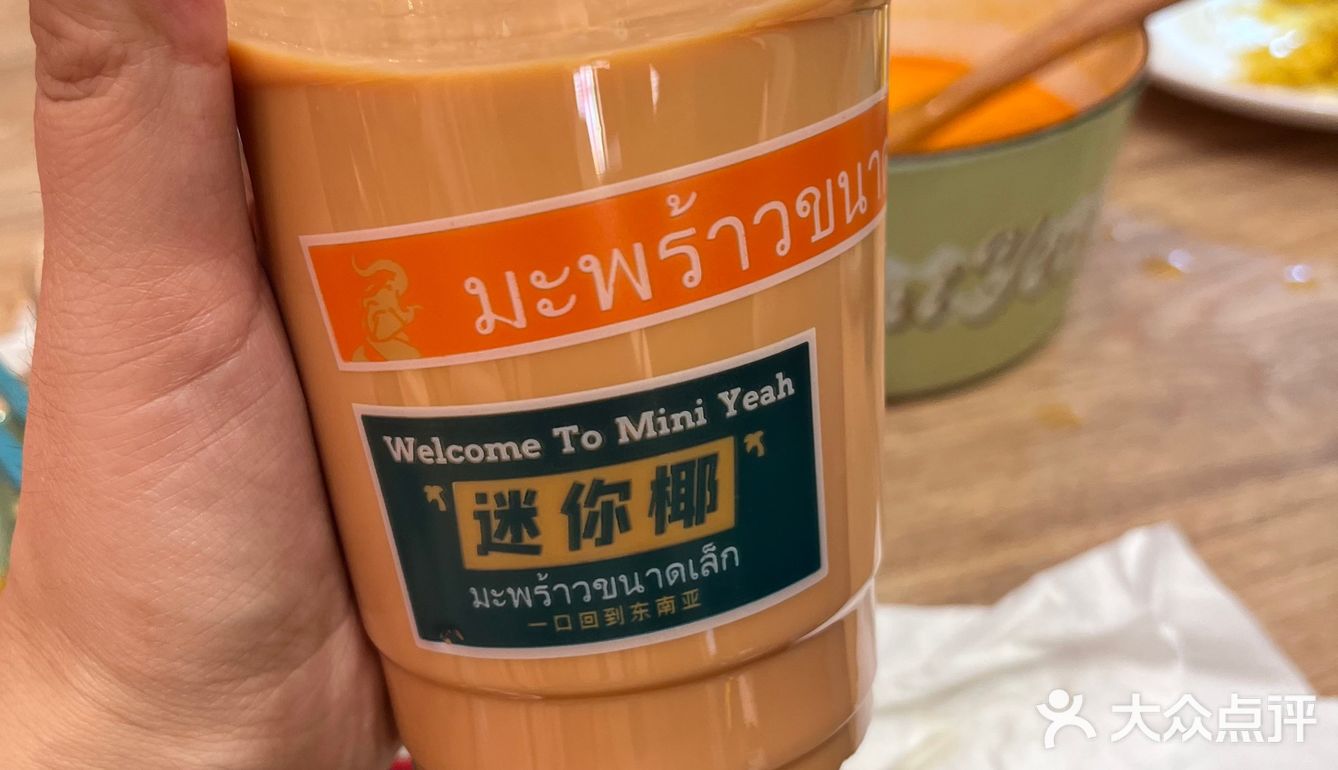 มะพร้าวขนาด
Welcome To Mini Yeah
迷你椰
มะพร้าวขนาดเล็ก
一口回到东南亚
大众点评